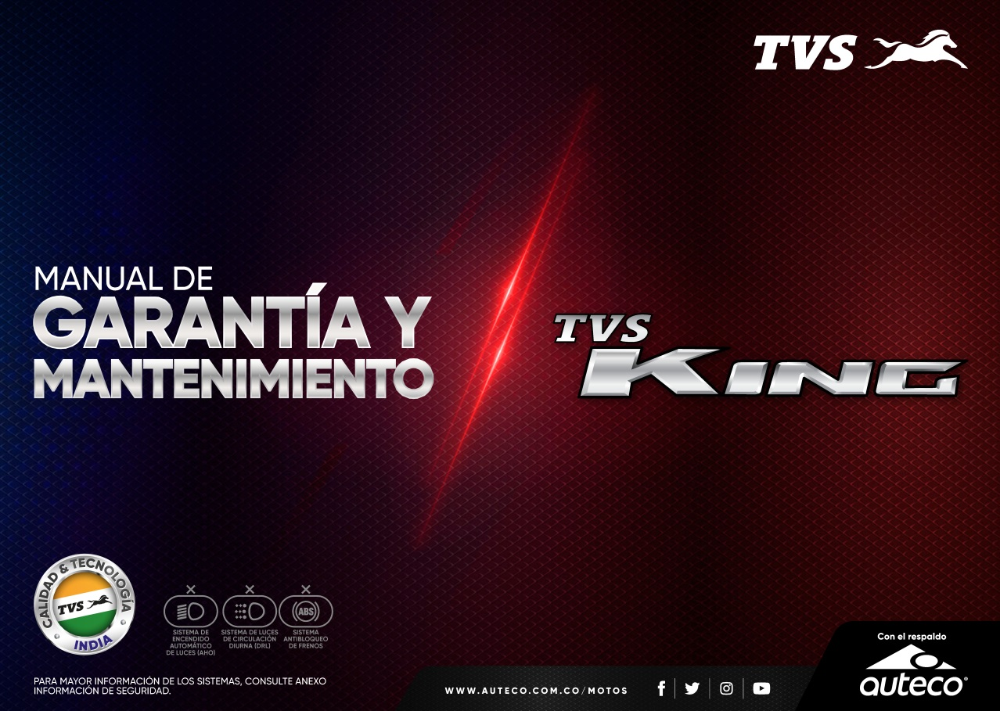 TVS
MANUAL DE
GARANTÍA Y
MANTENIMIENTO
TVS
KING
CALIDAD & TECNOLOGÍA
TVS
INDIA
SISTEMA DE
ENCENDIDO
AUTOMÁTICO
DE LUCES (AHO)
SISTEMA DE LUCES
DE CIRCULACIÓN
DIURNA (DRL)
ABS
SISTEMA
ANTIBLOQUEO
DE FRENOS
PARA MAYOR INFORMACIÓN DE LOS SISTEMAS, CONSULTE ANEXO
INFORMACIÓN DE SEGURIDAD.
WWW.AUTECO.COM.CO/MOTOS
Con el respaldo
auteco®